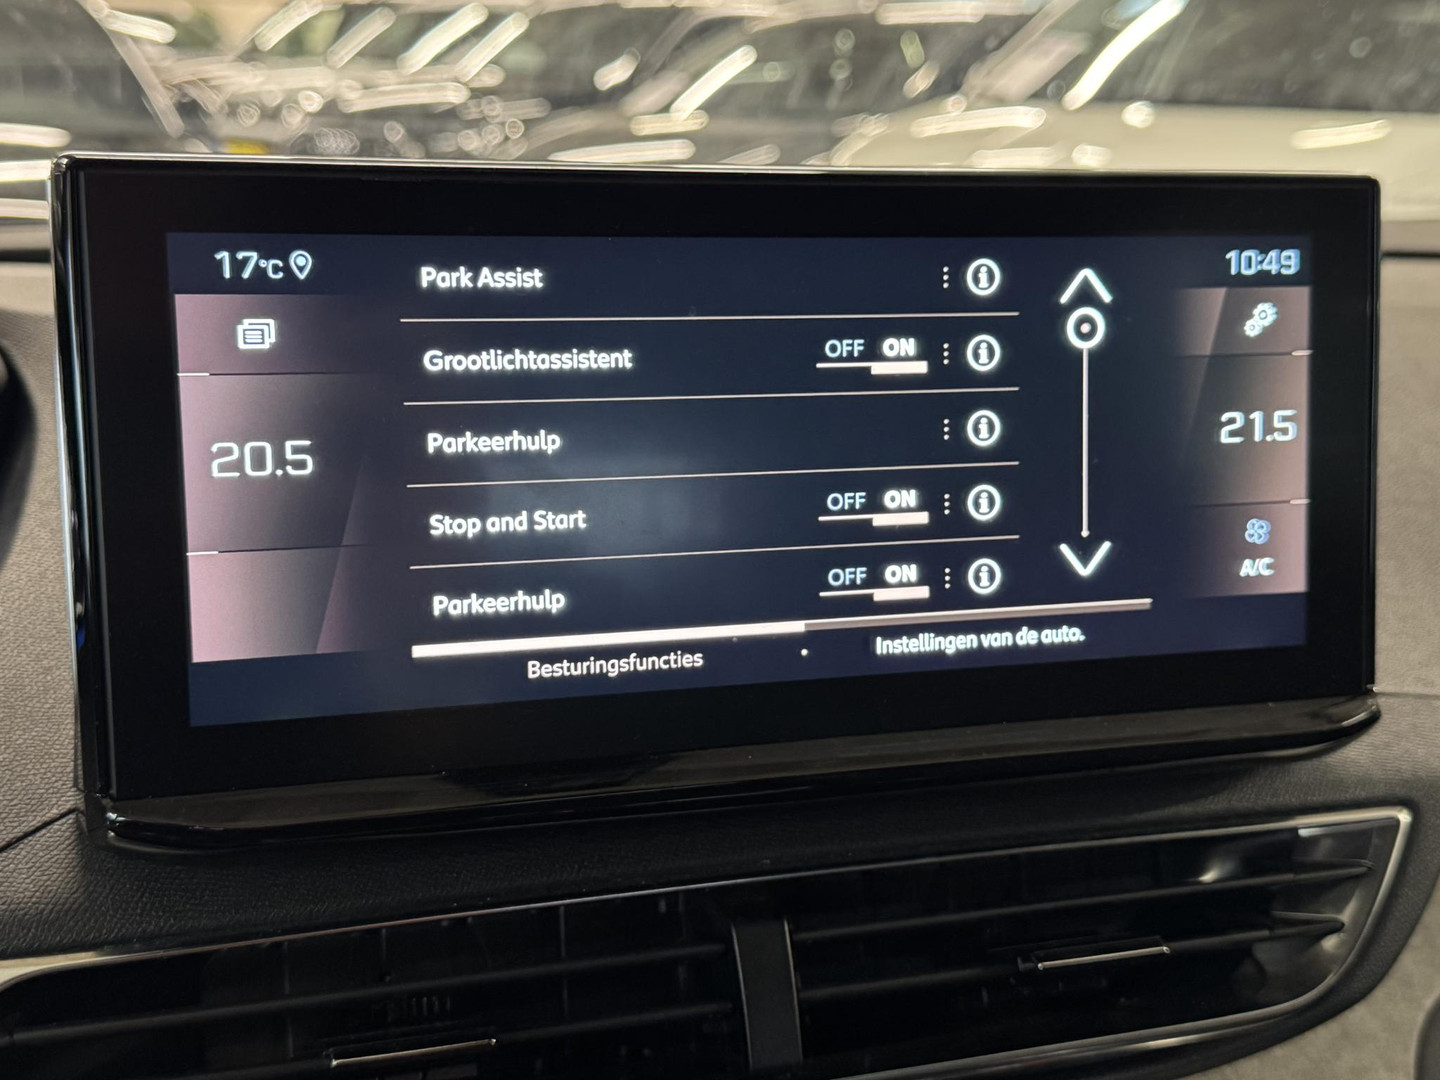 17°C
10:49
Park Assist
Grootlichtassistent OFF ON
20.5
Parkeerhulp
21.5
Stop and Start OFF ON
Parkeerhulp OFF ON
A/C
Besturingsfuncties
Instellingen van de auto.